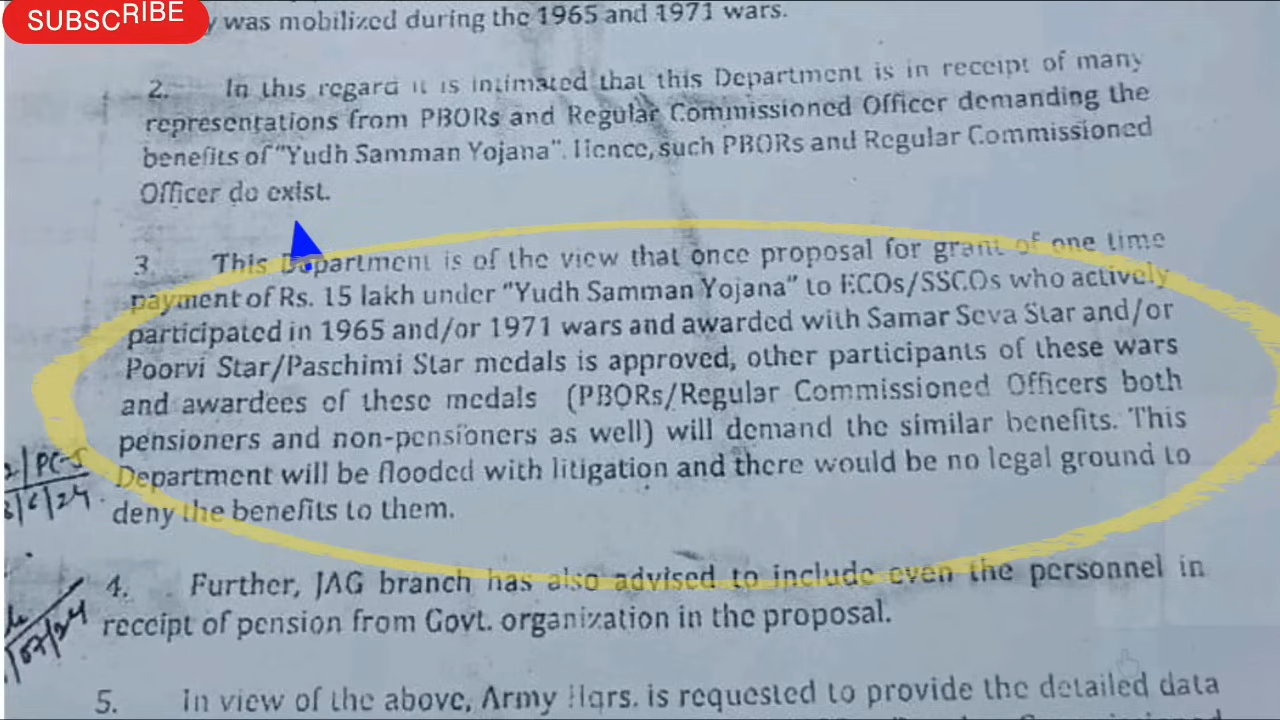 SUBSCRIBE
was mobilized during the 1965 and 1971 wars.
2. In this regard it is intimated that this Department is in receipt of many
representations from PBORs and Regular Commissioned Officer demanding the
benefits of "Yudh Samman Yojana". Hence, such PBORs and Regular Commissioned
Officer do exist.
3. This Department is of the view that once proposal for grant of one time
payment of Rs. 15 lakh under "Yudh Samman Yojana" to ECOs/SSCOs who actively
participated in 1965 and/or 1971 wars and awarded with Samar Seva Star and/or
Poorvi Star/Paschimi Star medals is approved, other participants of these wars
and awardees of these medals (PBORs/Regular Commissioned Officers both
pensioners and non-pensioners as well) will demand the similar benefits. This
Department will be flooded with litigation and there would be no legal ground to
deny the benefits to them.
4. Further, JAG branch has also advised to include even the personnel in
receipt of pension from Govt. organization in the proposal.
5. In view of the above, Army Hqrs. is requested to provide the detailed data